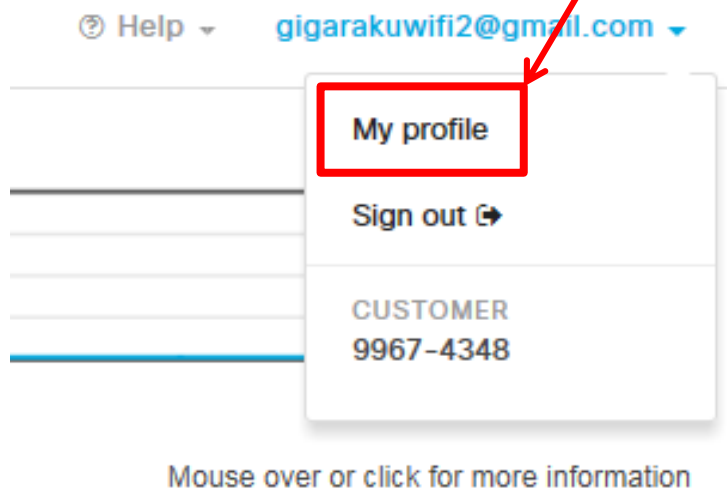 Help
gigarakuwifi2@gmail.com
My profile
Sign out
CUSTOMER
9967-4348
Mouse over or click for more information